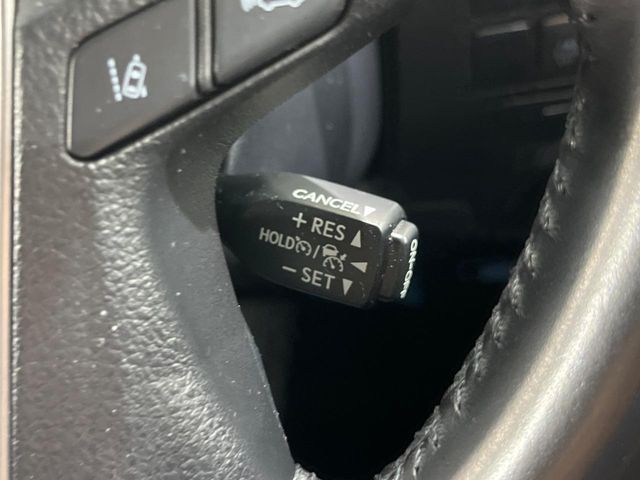 CANCEL▼
+ RES ▲
HOLD / ◀
− SET ▼
ON·OFF